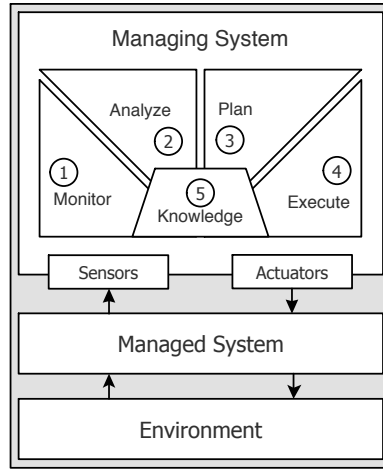 Managing System
Analyze
Plan
2
3
1
4
Monitor
5
Execute
Knowledge
Sensors
Actuators
Managed System
Environment